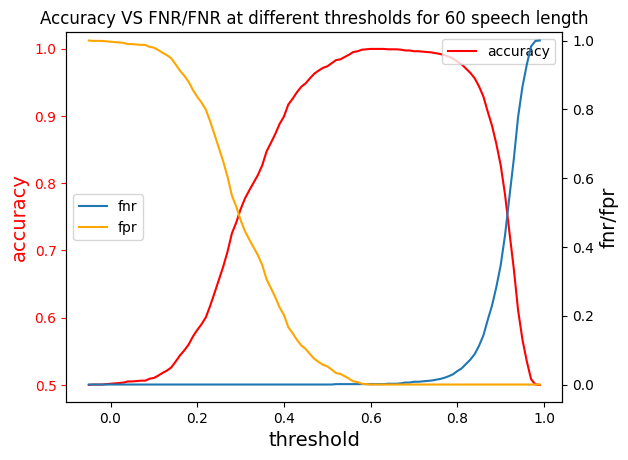 Accuracy VS FNR/FNR at different thresholds for 60 speech length
1.0
0.9
0.8
0.7
0.6
0.5
accuracy
accuracy
fnr
fpr
1.0
0.8
0.6
0.4
0.2
0.0
fnr/fpr
0.0 0.2 0.4 0.6 0.8 1.0
threshold